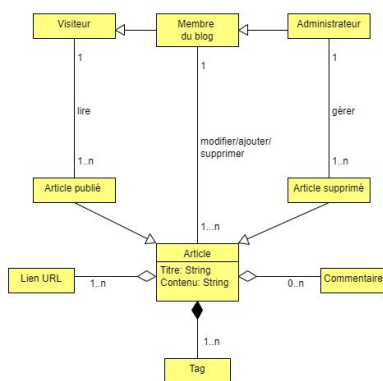 Visiteur
Membre
du blog
Administrateur
1
1
1
lire
gérer
modifier/ajouter/
supprimer
1..n
1..n
Article publié
Article supprimé
1...n
Article
Titre: String
Contenu: String
Lien URL
1..n
0..n
Commentaire
1..n
Tag